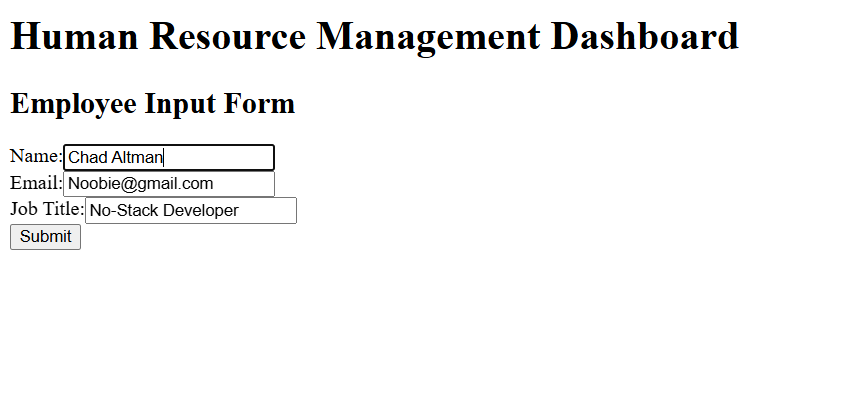 Human Resource Management Dashboard
Employee Input Form
Name: Chad Altman
Email: Noobie@gmail.com
Job Title: No-Stack Developer
Submit